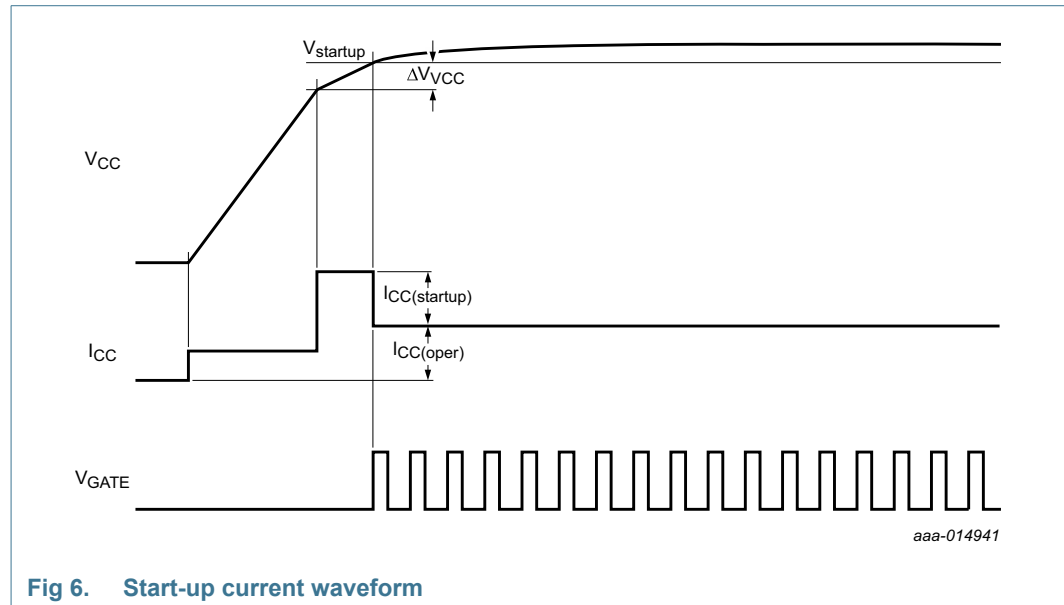 Vstartup
ΔVVCC
VCC
ICC(startup)
ICC(oper)
ICC
VGATE
aaa-014941
Fig 6. Start-up current waveform